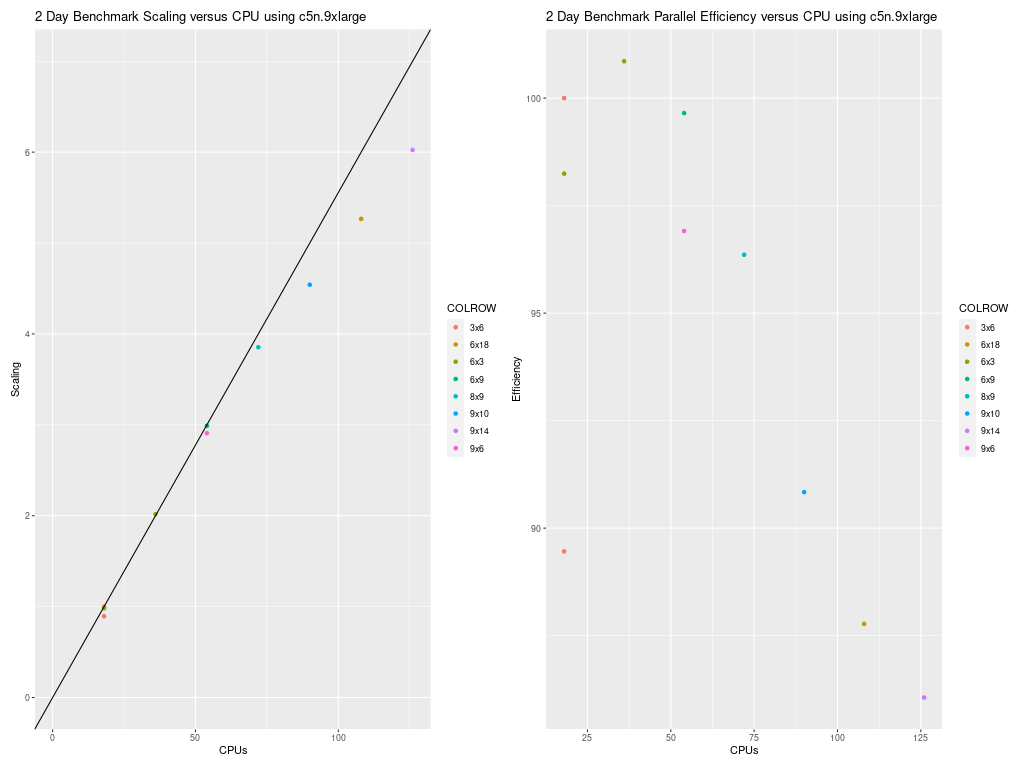 2 Day Benchmark Scaling versus CPU using c5n.9xlarge
Scaling
6
4
2
0
0
50
100
CPUs
COLROW
3x6
6x18
6x3
6x9
8x9
9x10
9x14
9x6
2 Day Benchmark Parallel Efficiency versus CPU using c5n.9xlarge
Efficiency
100
95
90
25
50
75
100
125
CPUs
COLROW
3x6
6x18
6x3
6x9
8x9
9x10
9x14
9x6